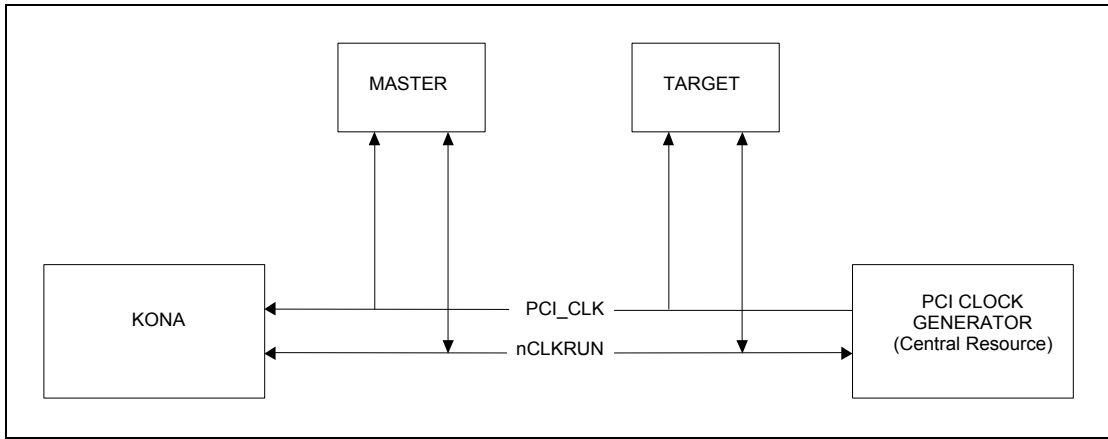 MASTER
TARGET
KONA
PCI_CLK
nCLKRUN
PCI CLOCK
GENERATOR
(Central Resource)